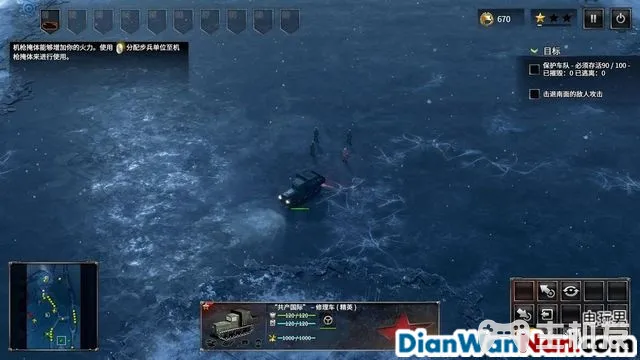 机枪掩体能够增加你的火力。使用 分配步兵单位至机
枪掩体来进行使用。
670
目标
保护车队 - 必须存活90 / 100 -
已摧毁：0 已逃离：0
击退南面的敌人攻击
“共产国际” - 修理车 ( 精英 )
120 / 120
120 / 120
1000 / 1000
电玩男
DianWanNan.com